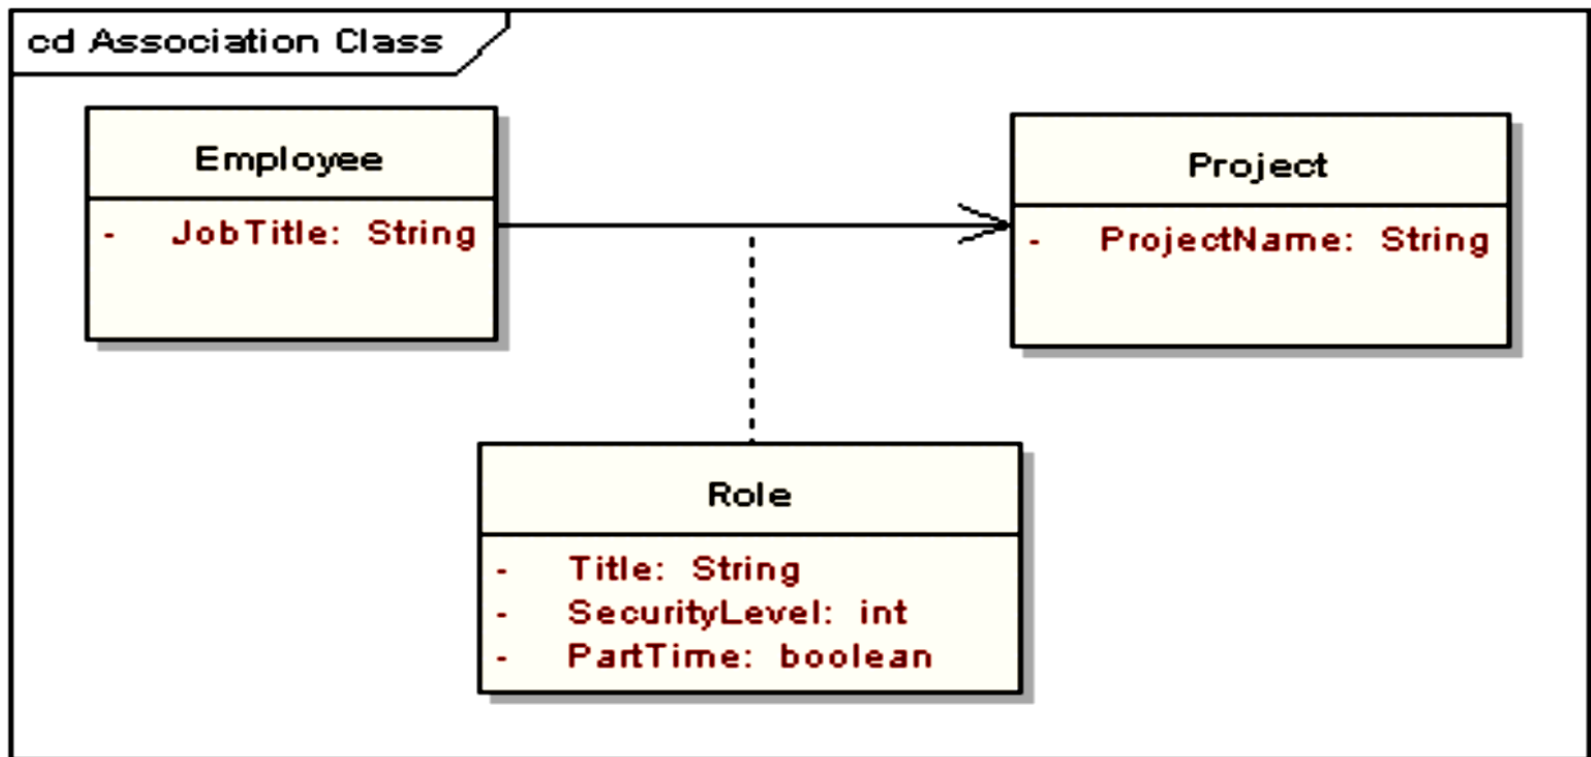 cd Association Class
Employee
- JobTitle: String
Project
- ProjectName: String
Role
- Title: String
- SecurityLevel: int
- PartTime: boolean